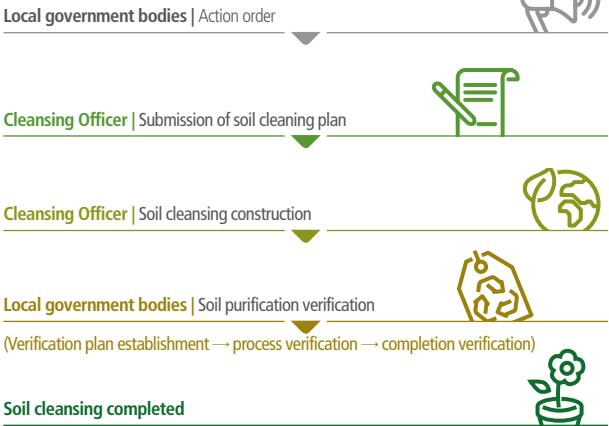 Local government bodies | Action order
Cleansing Officer | Submission of soil cleaning plan
Cleansing Officer | Soil cleansing construction
Local government bodies | Soil purification verification
(Verification plan establishment → process verification → completion verification)
Soil cleansing completed